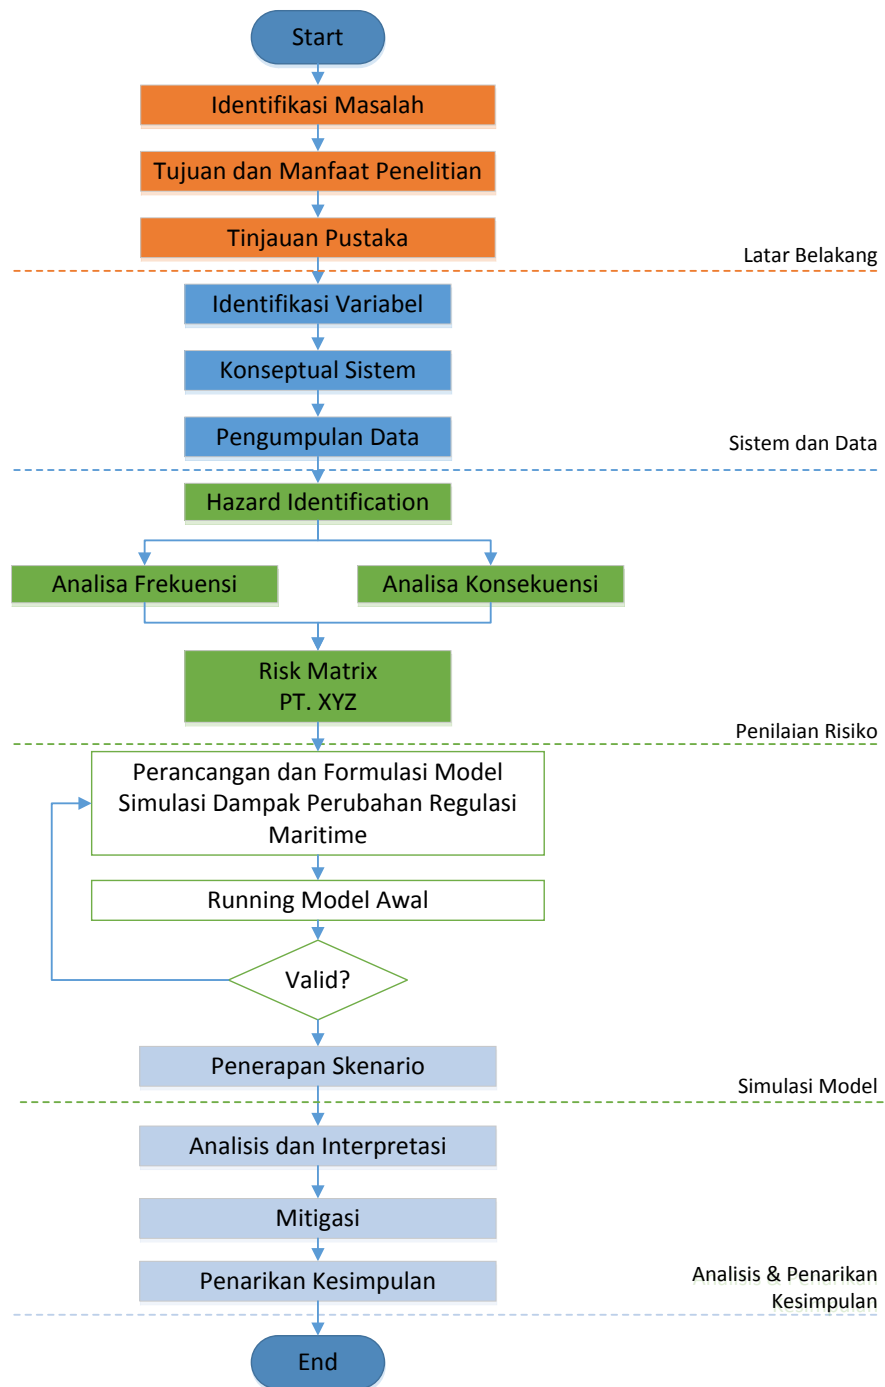 Start
Identifikasi Masalah
Tujuan dan Manfaat Penelitian
Tinjauan Pustaka
Latar Belakang
Identifikasi Variabel
Konseptual Sistem
Pengumpulan Data
Sistem dan Data
Hazard Identification
Analisa Frekuensi
Analisa Konsekuensi
Risk Matrix
PT. XYZ
Penilaian Risiko
Perancangan dan Formulasi Model
Simulasi Dampak Perubahan Regulasi
Maritime
Running Model Awal
Valid?
Penerapan Skenario
Simulasi Model
Analisis dan Interpretasi
Mitigasi
Penarikan Kesimpulan
Analisis & Penarikan
Kesimpulan
End